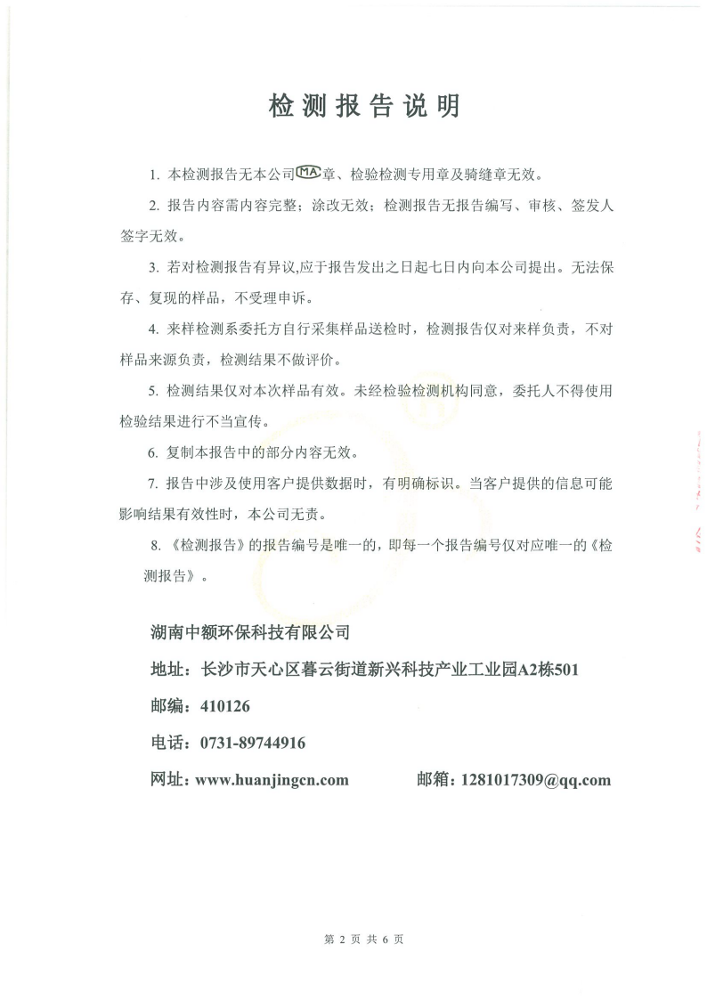 检测报告说明
1. 本检测报告无本公司MA章、检验检测专用章及骑缝章无效。
2. 报告内容需内容完整；涂改无效；检测报告无报告编写、审核、签发人
签字无效。
3. 若对检测报告有异议,应于报告发出之日起七日内向本公司提出。无法保
存、复现的样品，不受理申诉。
4. 来样检测系委托方自行采集样品送检时，检测报告仅对来样负责，不对
样品来源负责，检测结果不做评价。
5. 检测结果仅对本次样品有效。未经检验检测机构同意，委托人不得使用
检验结果进行不当宣传。
6. 复制本报告中的部分内容无效。
7. 报告中涉及使用客户提供数据时，有明确标识。当客户提供的信息可能
影响结果有效性时，本公司无责。
8. 《检测报告》的报告编号是唯一的，即每一个报告编号仅对应唯一的《检
测报告》。
湖南中额环保科技有限公司
地址：长沙市天心区暮云街道新兴科技产业工业园A2栋501
邮编：410126
电话：0731-89744916
网址：www.huanjingcn.com 邮箱：1281017309@qq.com
第 2 页 共 6 页